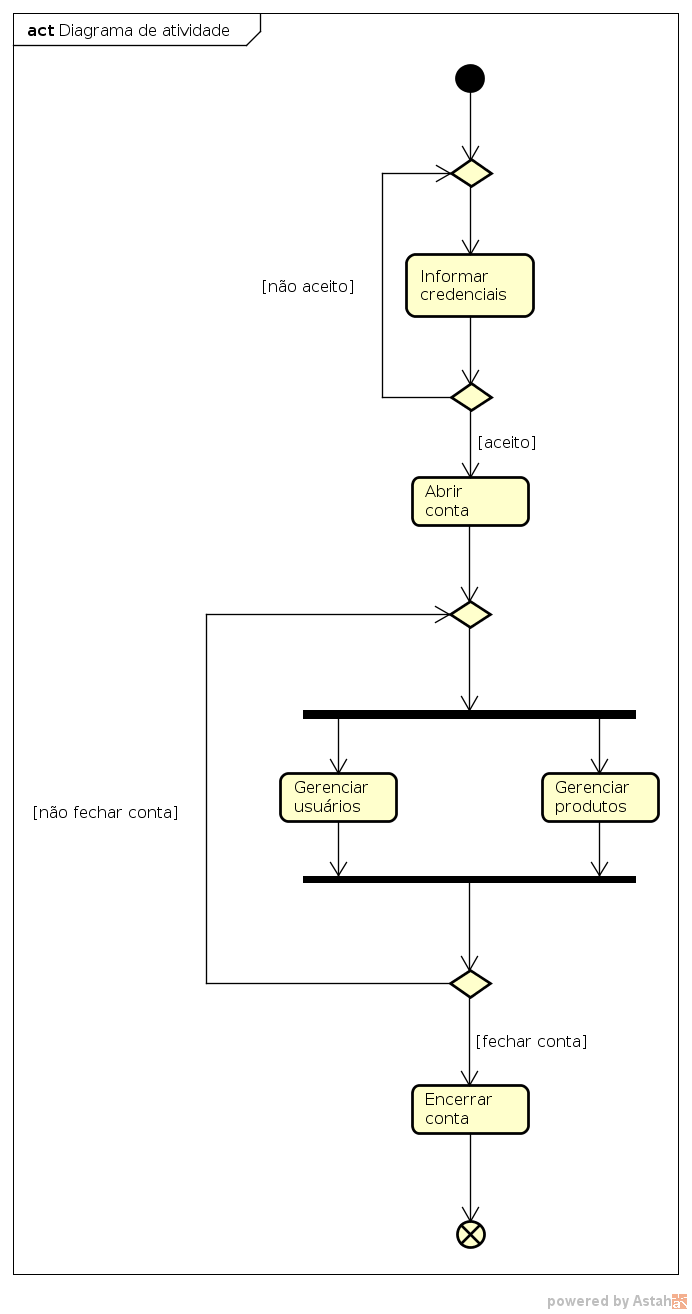 act Diagrama de atividade
Informar
credenciais
[não aceito]
[aceito]
Abrir
conta
Gerenciar
usuários
Gerenciar
produtos
[não fechar conta]
[fechar conta]
Encerrar
conta
powered by Astah